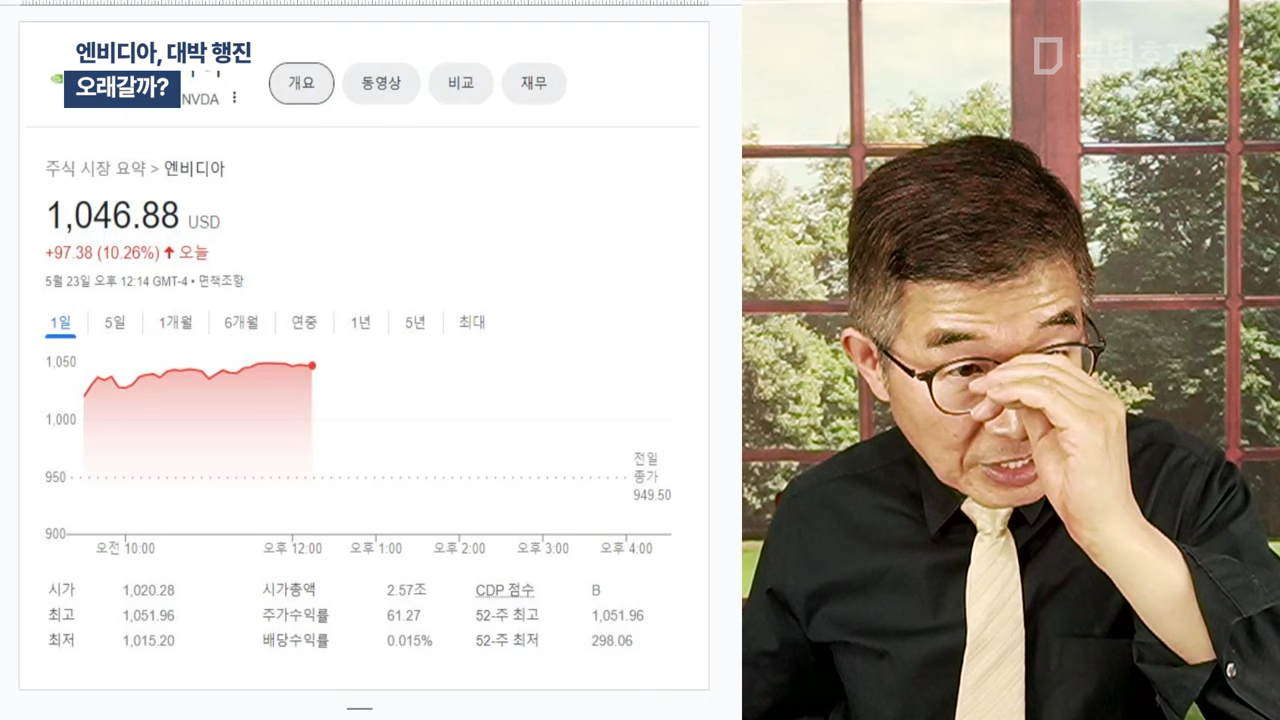 엔비디아, 대박 행진
오래갈까?
NVDA
개요
동영상
비교
재무
주식 시장 요약 > 엔비디아
1,046.88 USD
+97.38 (10.26%) 오늘
5월 23일 오후 12:14 GMT-4 • 면책조항
1일 5일 1개월 6개월 연중 1년 5년 최대
1,050
1,000
950
900
전일
종가
949.50
오전 10:00 오후 12:00 오후 1:00 오후 2:00 오후 3:00 오후 4:00
시가 1,020.28 시가총액 2.57조 CDP 점수 B
최고 1,051.96 주가수익률 61.27 52-주 최고 1,051.96
최저 1,015.20 배당수익률 0.015% 52-주 최저 298.06